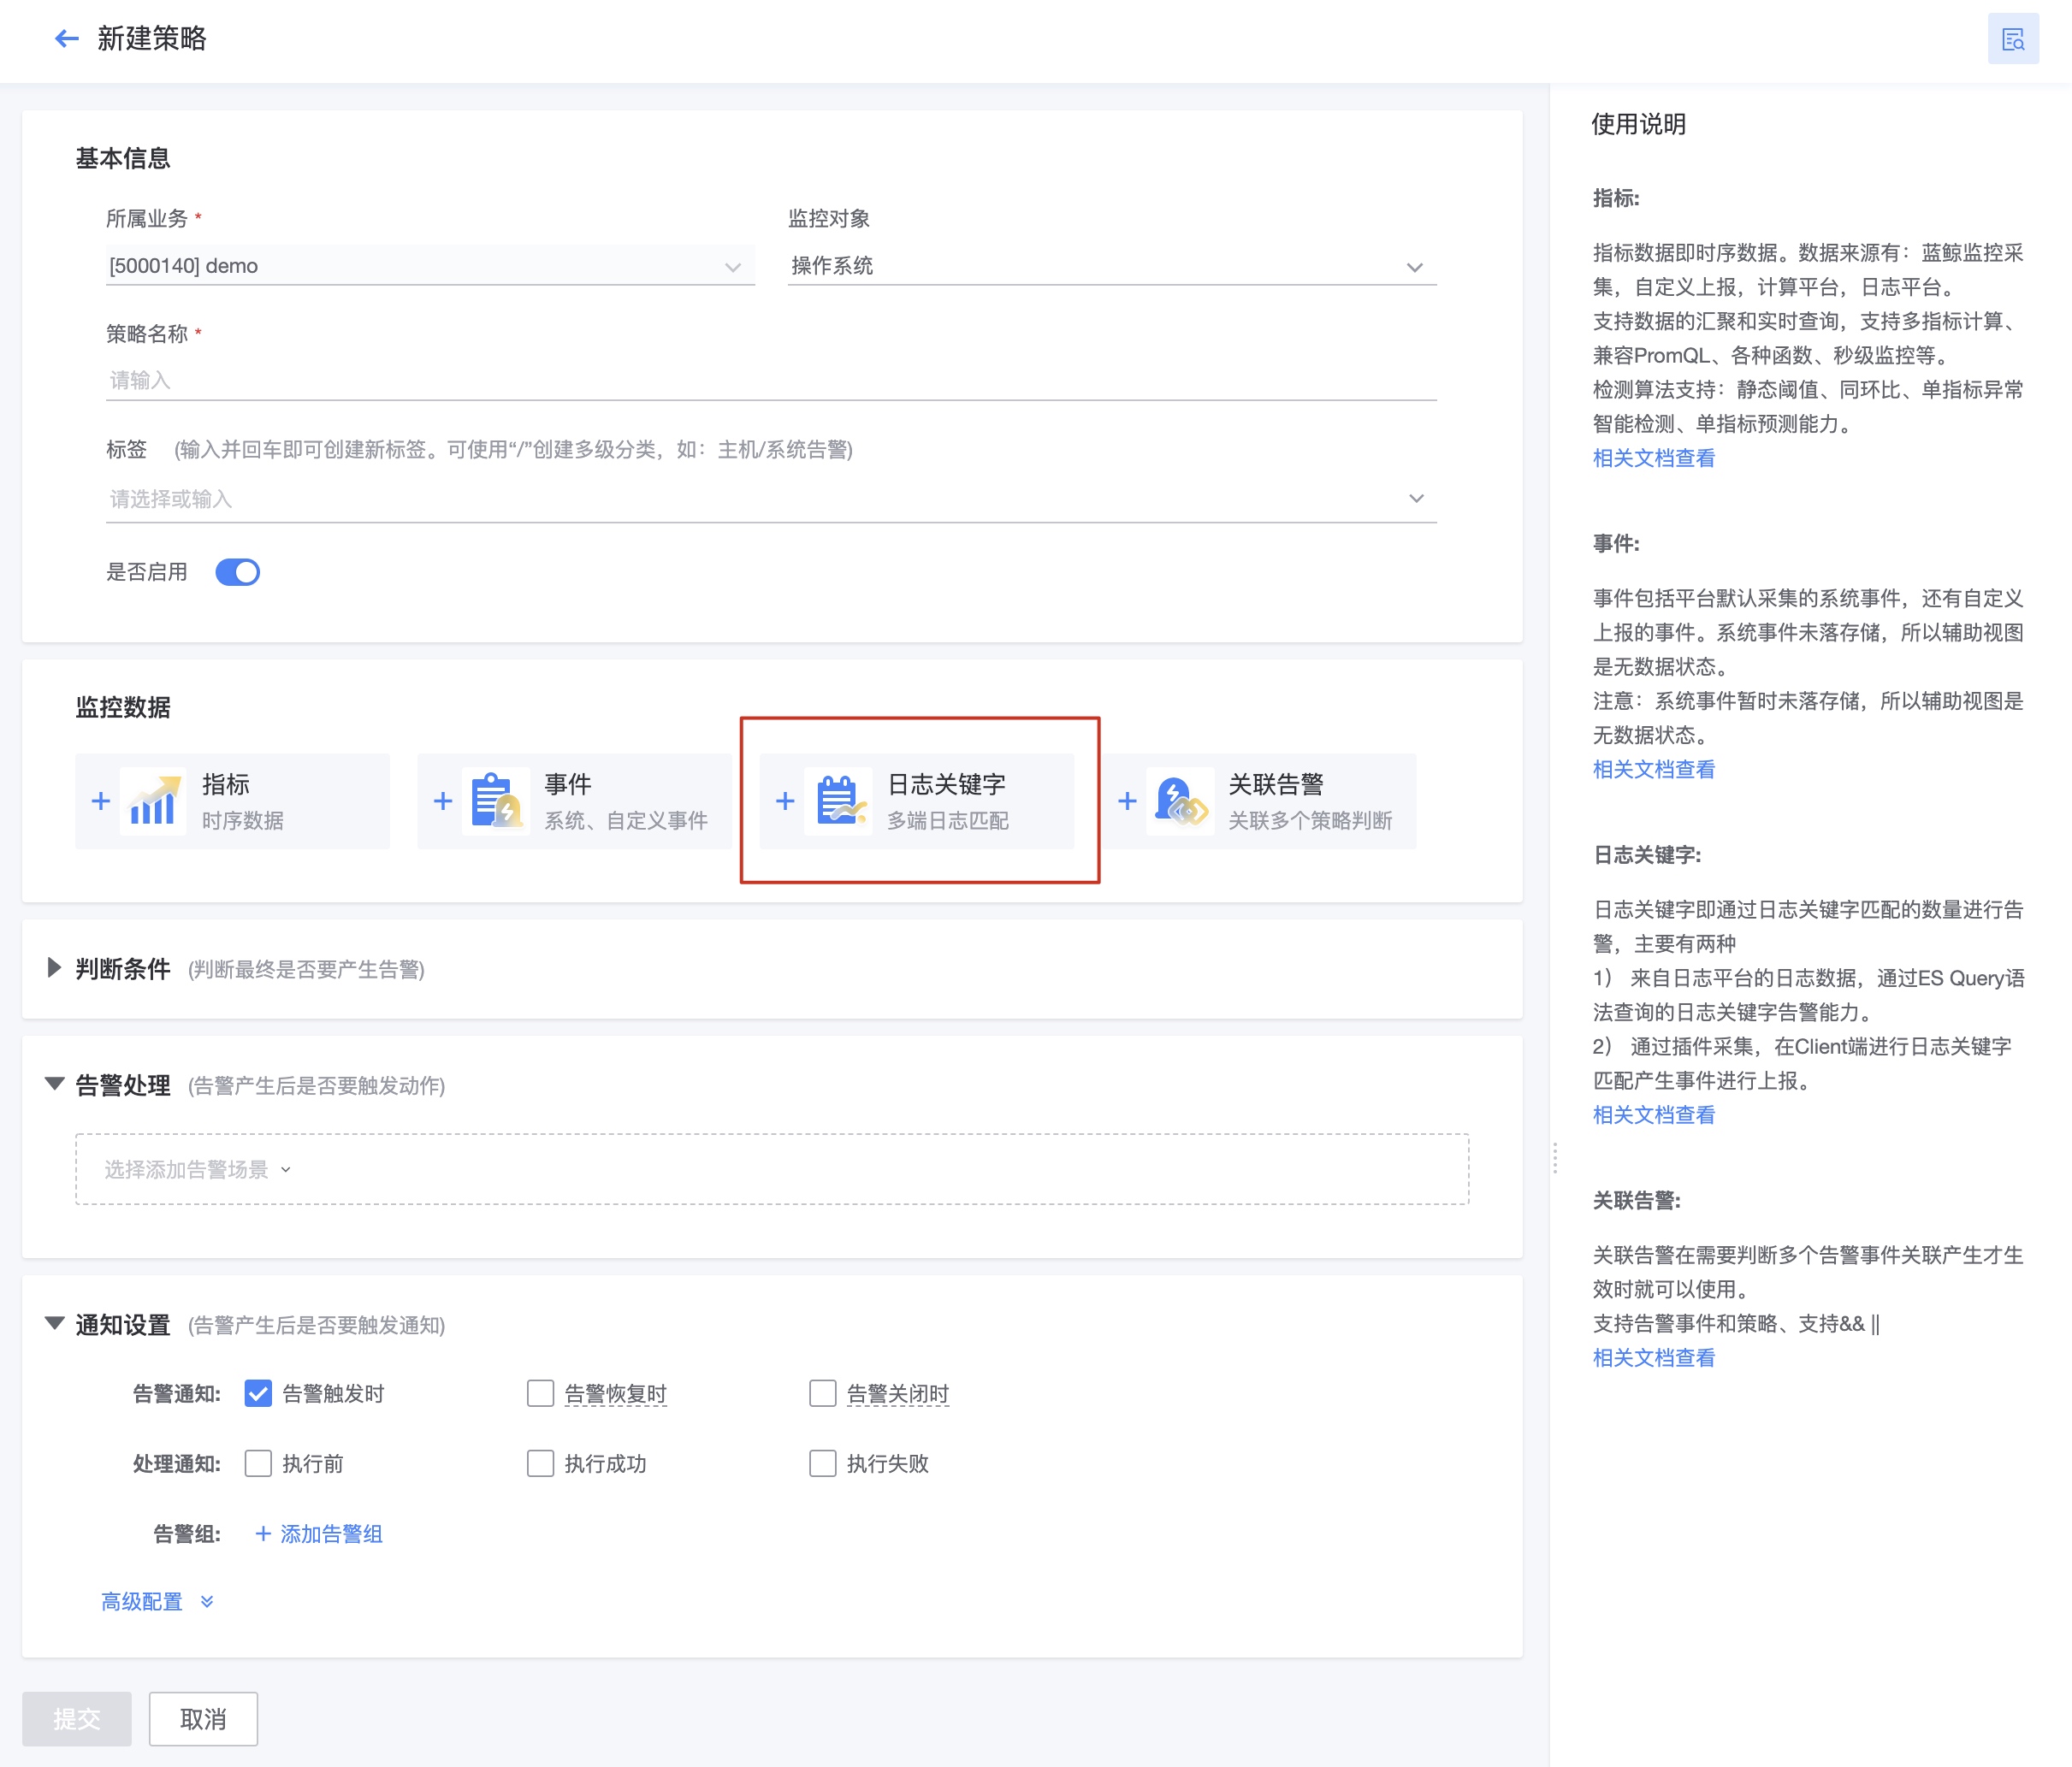 新建策略
基本信息
所属业务 *
监控对象
[5000140] demo
操作系统
策略名称 *
请输入
标签 (输入并回车即可创建新标签。可使用“/”创建多级分类，如：主机/系统告警)
请选择或输入
是否启用
监控数据
指标
时序数据
事件
系统、自定义事件
日志关键字
多端日志匹配
关联告警
关联多个策略判断
判断条件 (判断最终是否要产生告警)
告警处理 (告警产生后是否要触发动作)
选择添加告警场景
通知设置 (告警产生后是否要触发通知)
告警通知: 告警触发时 告警恢复时 告警关闭时
处理通知: 执行前 执行成功 执行失败
告警组: + 添加告警组
高级配置
提交 取消
使用说明
指标:
指标数据即时序数据。数据来源有：蓝鲸监控采
集，自定义上报，计算平台，日志平台。
支持数据的汇聚和实时查询，支持多指标计算、
兼容PromQL、各种函数、秒级监控等。
检测算法支持：静态阈值、同环比、单指标异常
智能检测、单指标预测能力。
相关文档查看
事件:
事件包括平台默认采集的系统事件，还有自定义
上报的事件。系统事件未落存储，所以辅助视图
是无数据状态。
注意：系统事件暂时未落存储，所以辅助视图是
无数据状态。
相关文档查看
日志关键字:
日志关键字即通过日志关键字匹配的数量进行告
警，主要有两种
1） 来自日志平台的日志数据，通过ES Query语
法查询的日志关键字告警能力。
2） 通过插件采集，在Client端进行日志关键字
匹配产生事件进行上报。
相关文档查看
关联告警:
关联告警在需要判断多个告警事件关联产生才生
效时就可以使用。
支持告警事件和策略、支持&& ||
相关文档查看